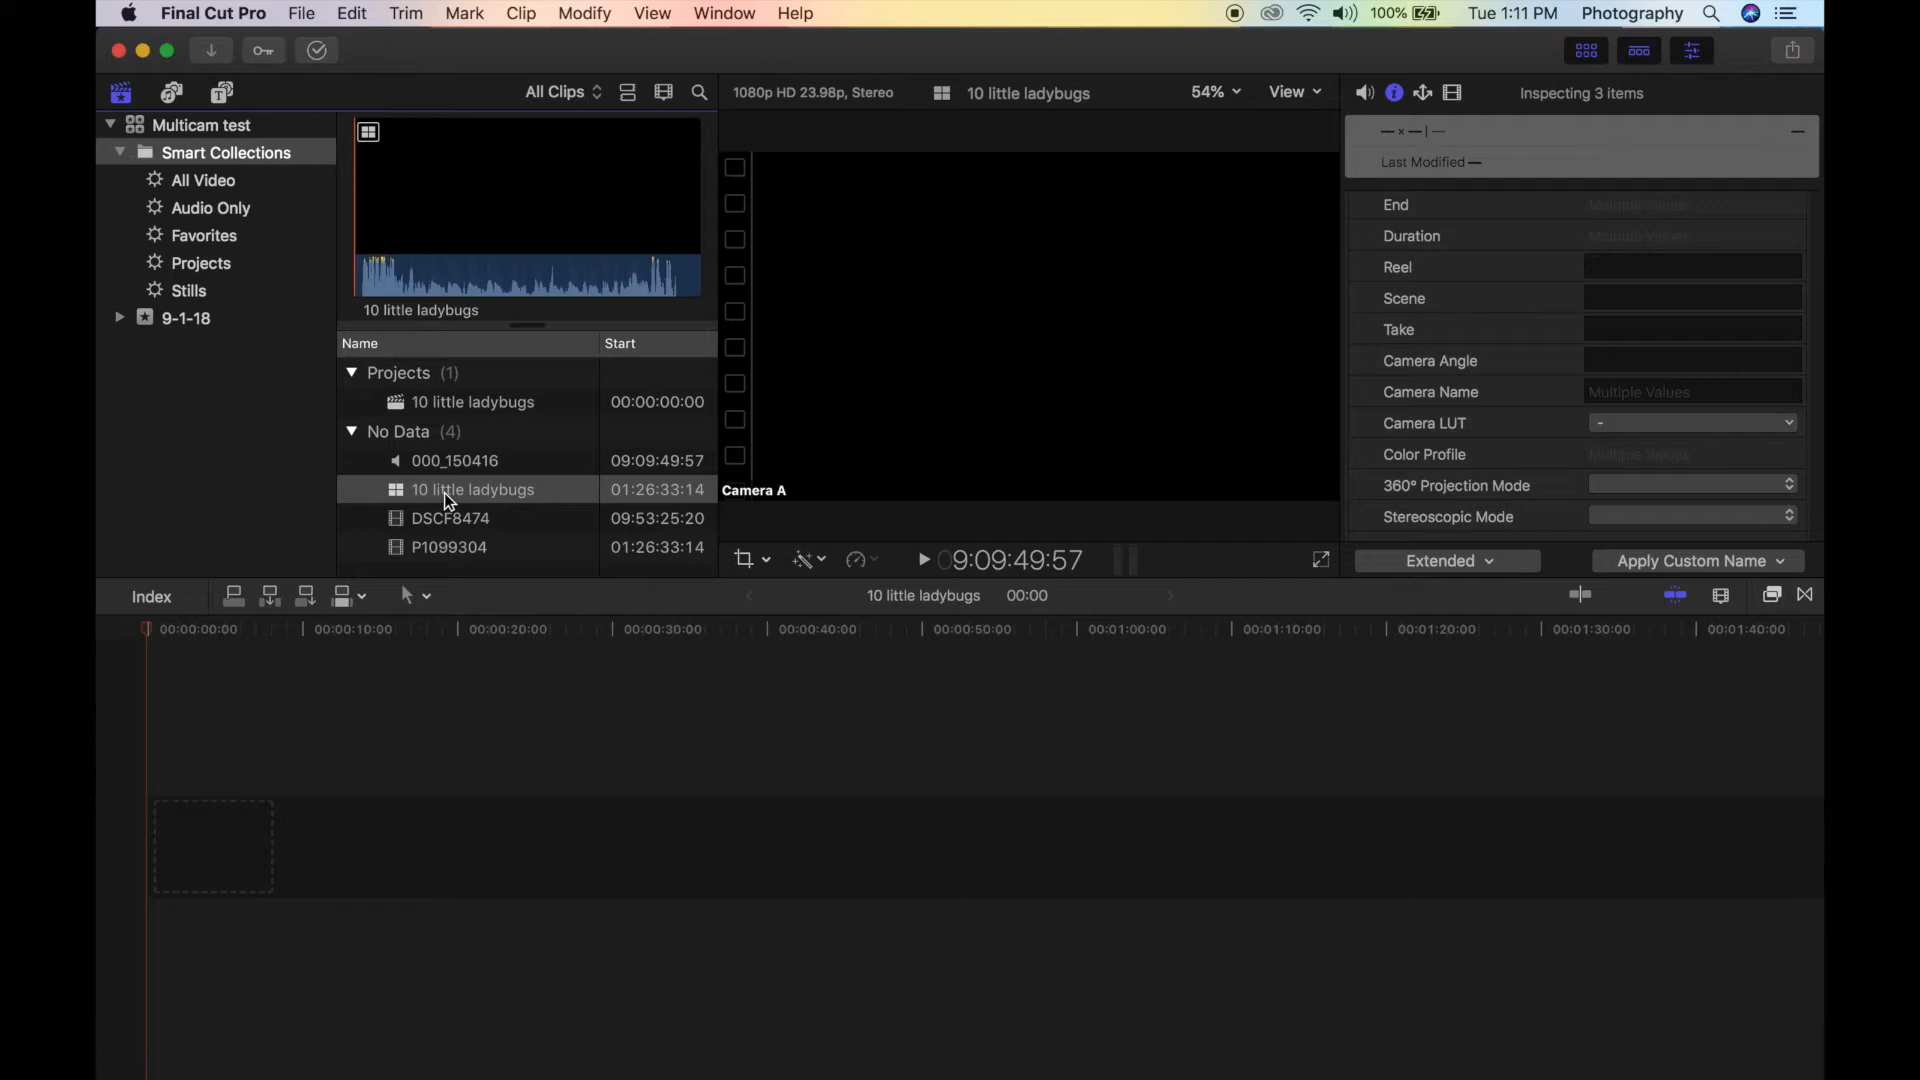 Final Cut Pro File Edit Trim Mark Clip Modify View Window Help 100% Tue 1:11 PM Photography
All Clips 1080p HD 23.98p, Stereo 10 little ladybugs 54% View Inspecting 3 items
Multicam test
Smart Collections
All Video
Audio Only
Favorites
Projects
Stills
9-1-18
10 little ladybugs
Name Start
Projects (1)
10 little ladybugs 00:00:00:00
No Data (4)
000_150416 09:09:49:57
10 little ladybugs 01:26:33:14
DSCF8474 09:53:25:20
P1099304 01:26:33:14
Camera A
09:09:49:57
— × — | — —
Last Modified —
End Multiple Values
Duration Multiple Values
Reel
Scene
Take
Camera Angle
Camera Name Multiple Values
Camera LUT -
Color Profile Multiple Values
360° Projection Mode
Stereoscopic Mode
Extended Apply Custom Name
Index 10 little ladybugs 00:00
00:00:00:00 00:00:10:00 00:00:20:00 00:00:30:00 00:00:40:00 00:00:50:00 00:01:00:00 00:01:10:00 00:01:20:00 00:01:30:00 00:01:40:00